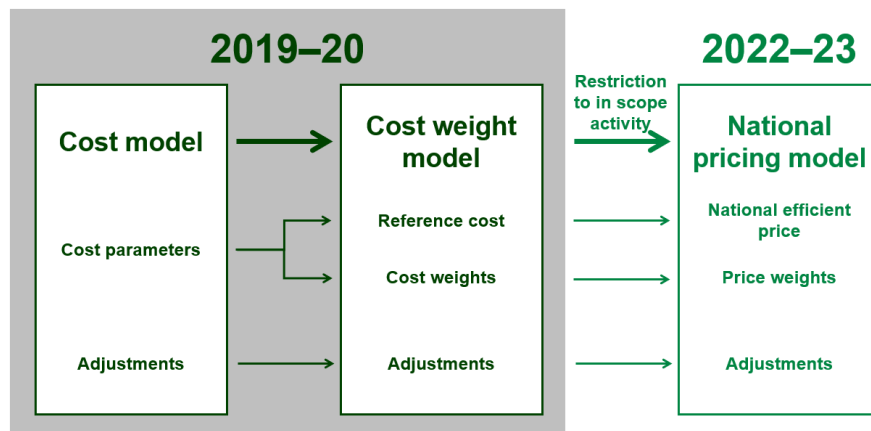 2019–20
2022–23
Cost model
Cost weight
model
Restriction
to in scope
activity
National
pricing model
Cost parameters
Reference cost
National efficient
price
Cost weights
Price weights
Adjustments
Adjustments
Adjustments